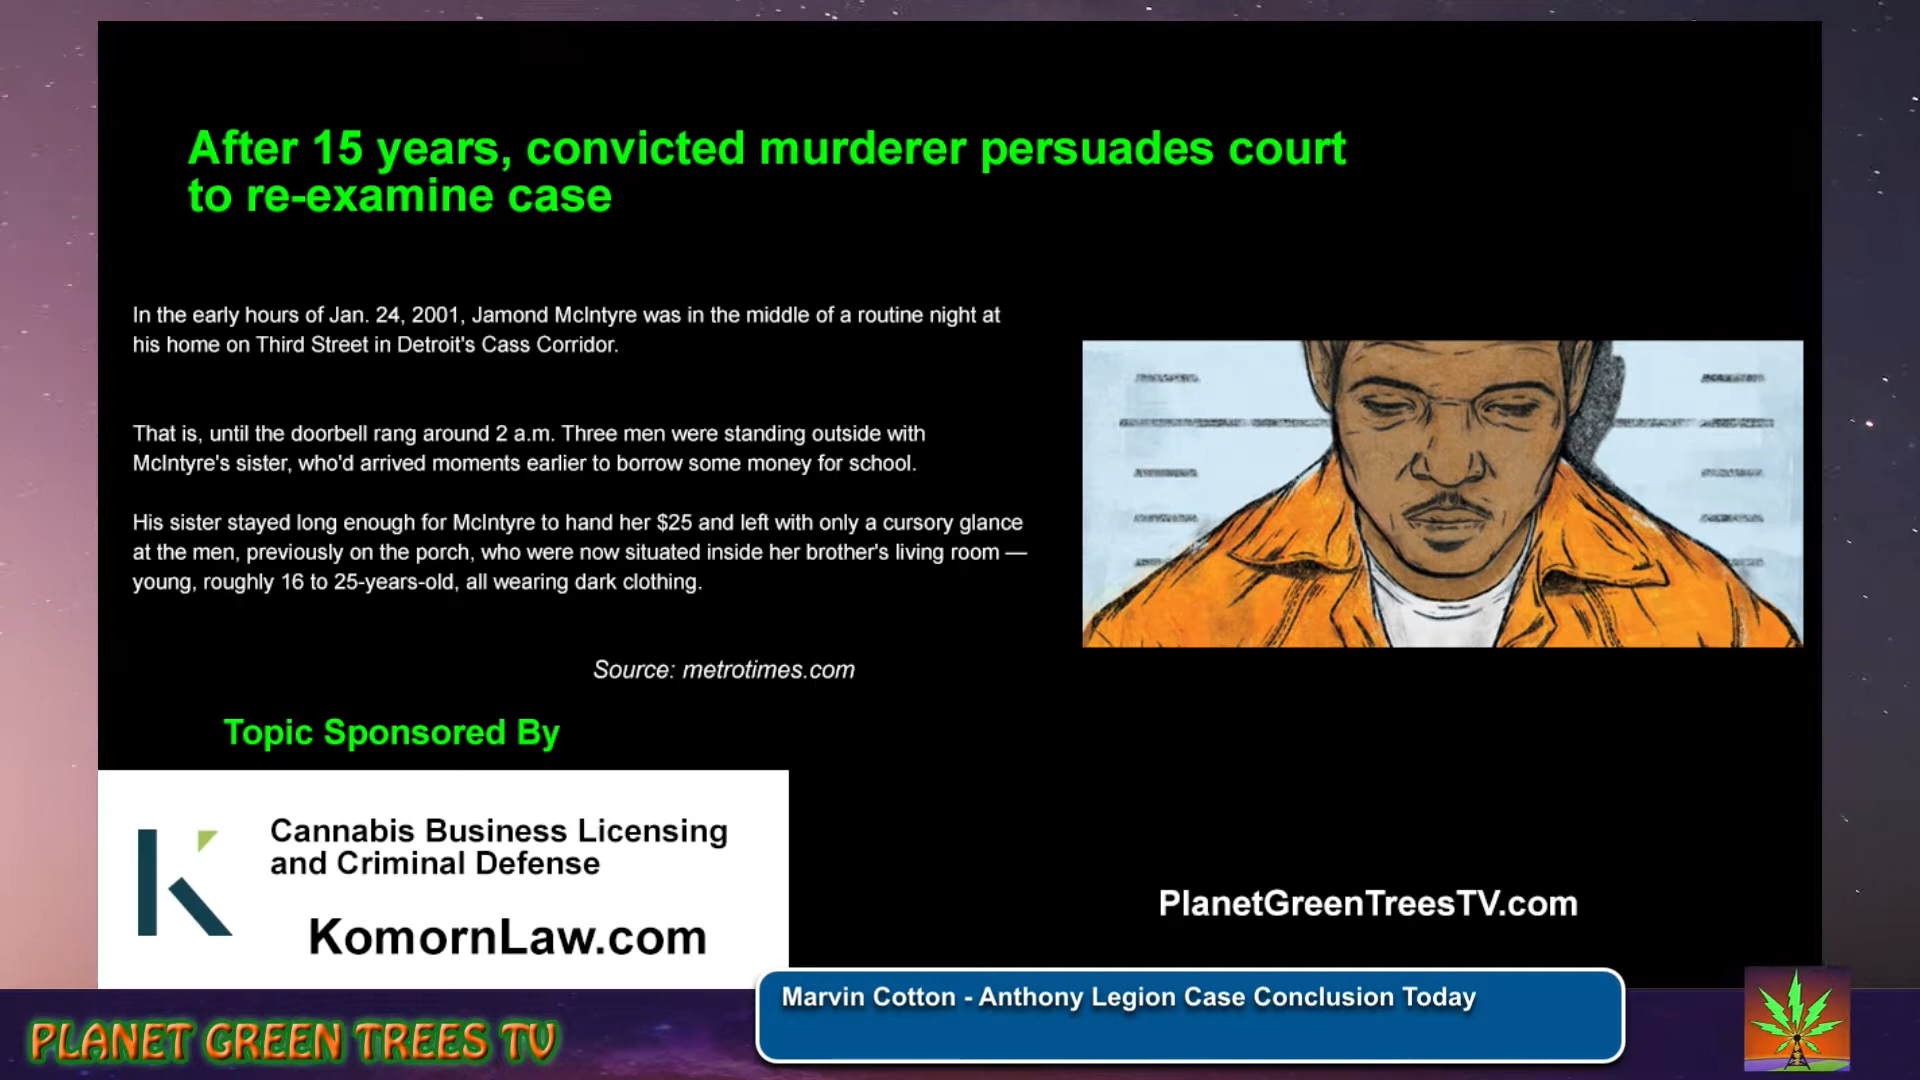 After 15 years, convicted murderer persuades court
to re-examine case
In the early hours of Jan. 24, 2001, Jamond McIntyre was in the middle of a routine night at
his home on Third Street in Detroit's Cass Corridor.
That is, until the doorbell rang around 2 a.m. Three men were standing outside with
McIntyre's sister, who'd arrived moments earlier to borrow some money for school.
His sister stayed long enough for McIntyre to hand her $25 and left with only a cursory glance
at the men, previously on the porch, who were now situated inside her brother's living room —
young, roughly 16 to 25-years-old, all wearing dark clothing.
Source: metrotimes.com
Topic Sponsored By
K
Cannabis Business Licensing
and Criminal Defense
KomornLaw.com
PlanetGreenTreesTV.com
Marvin Cotton - Anthony Legion Case Conclusion Today
PLANET GREEN TREES TV